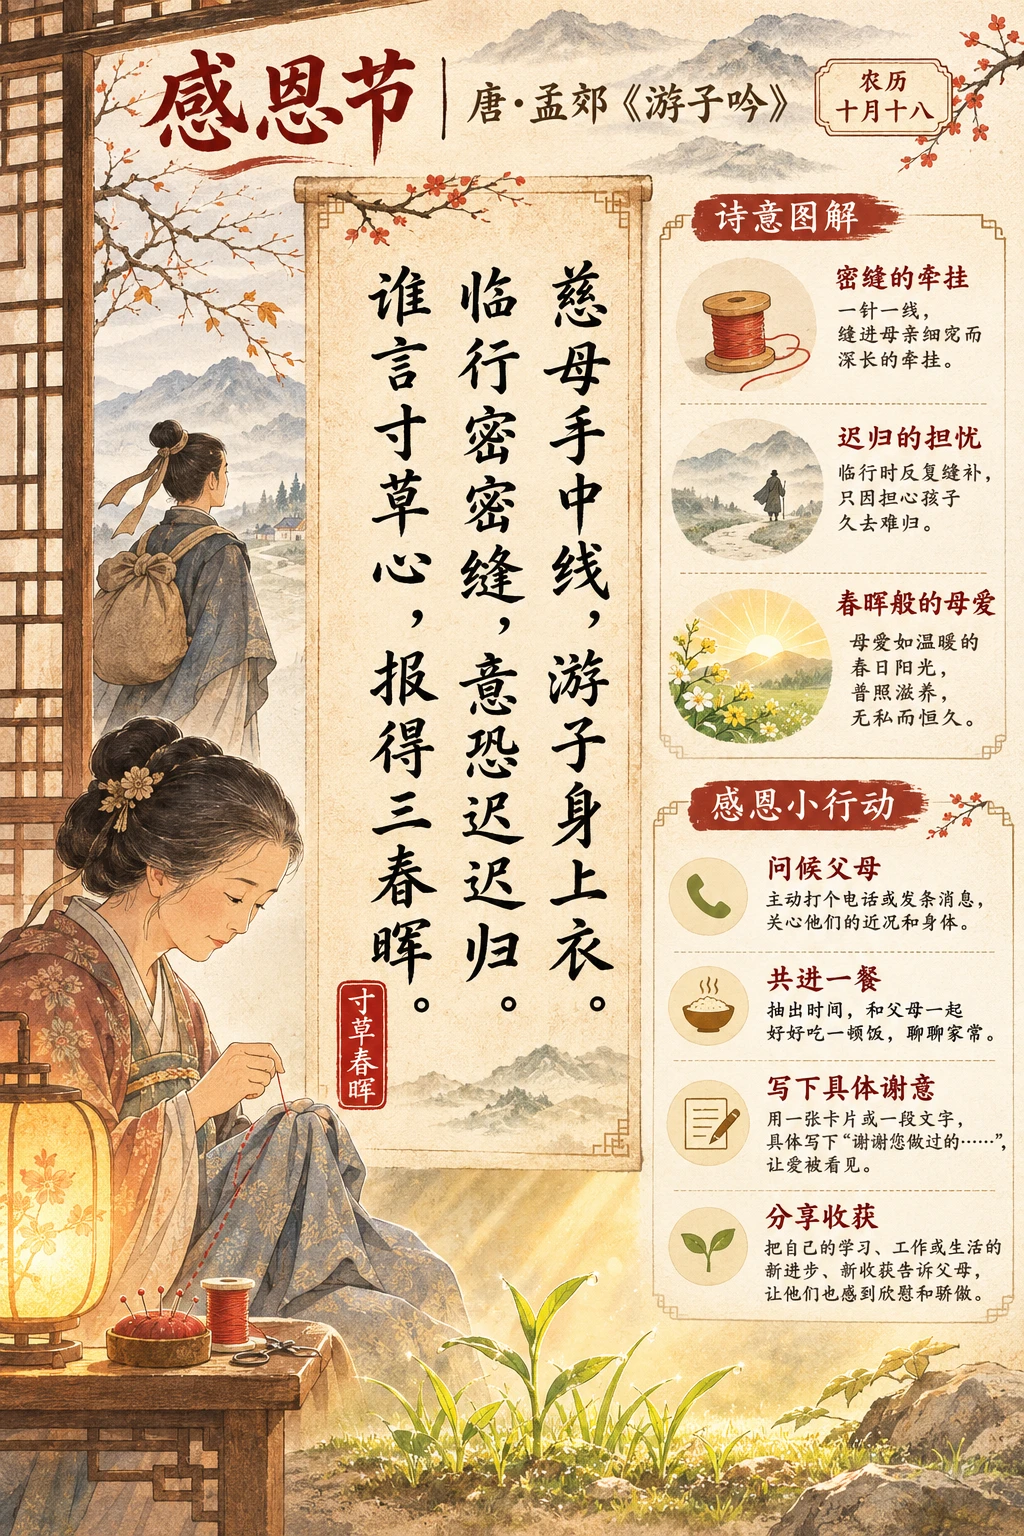 感恩节
唐·孟郊《游子吟》
农历
十月十八
慈母手中线，游子身上衣。
临行密密缝，意恐迟迟归。
谁言寸草心，报得三春晖。
寸草春晖
诗意图解
密缝的牵挂
一针一线，
缝进母亲细密而
深长的牵挂。
迟归的担忧
临行时反复缝补，
只因担心孩子
久去难归。
春晖般的母爱
母爱如温暖的
春日阳光，
普照滋养，
无私而恒久。
感恩小行动
问候父母
主动打个电话或发条消息，
关心他们的近况和身体。
共进一餐
抽出时间，和父母一起
好好吃一顿饭，聊聊家常。
写下具体谢意
用一张卡片或一段文字，
具体写下“谢谢您做过的……”，
让爱被看见。
分享收获
把自己的学习、工作或生活的
新进步、新收获告诉父母，
让他们也感到欣慰和骄傲。